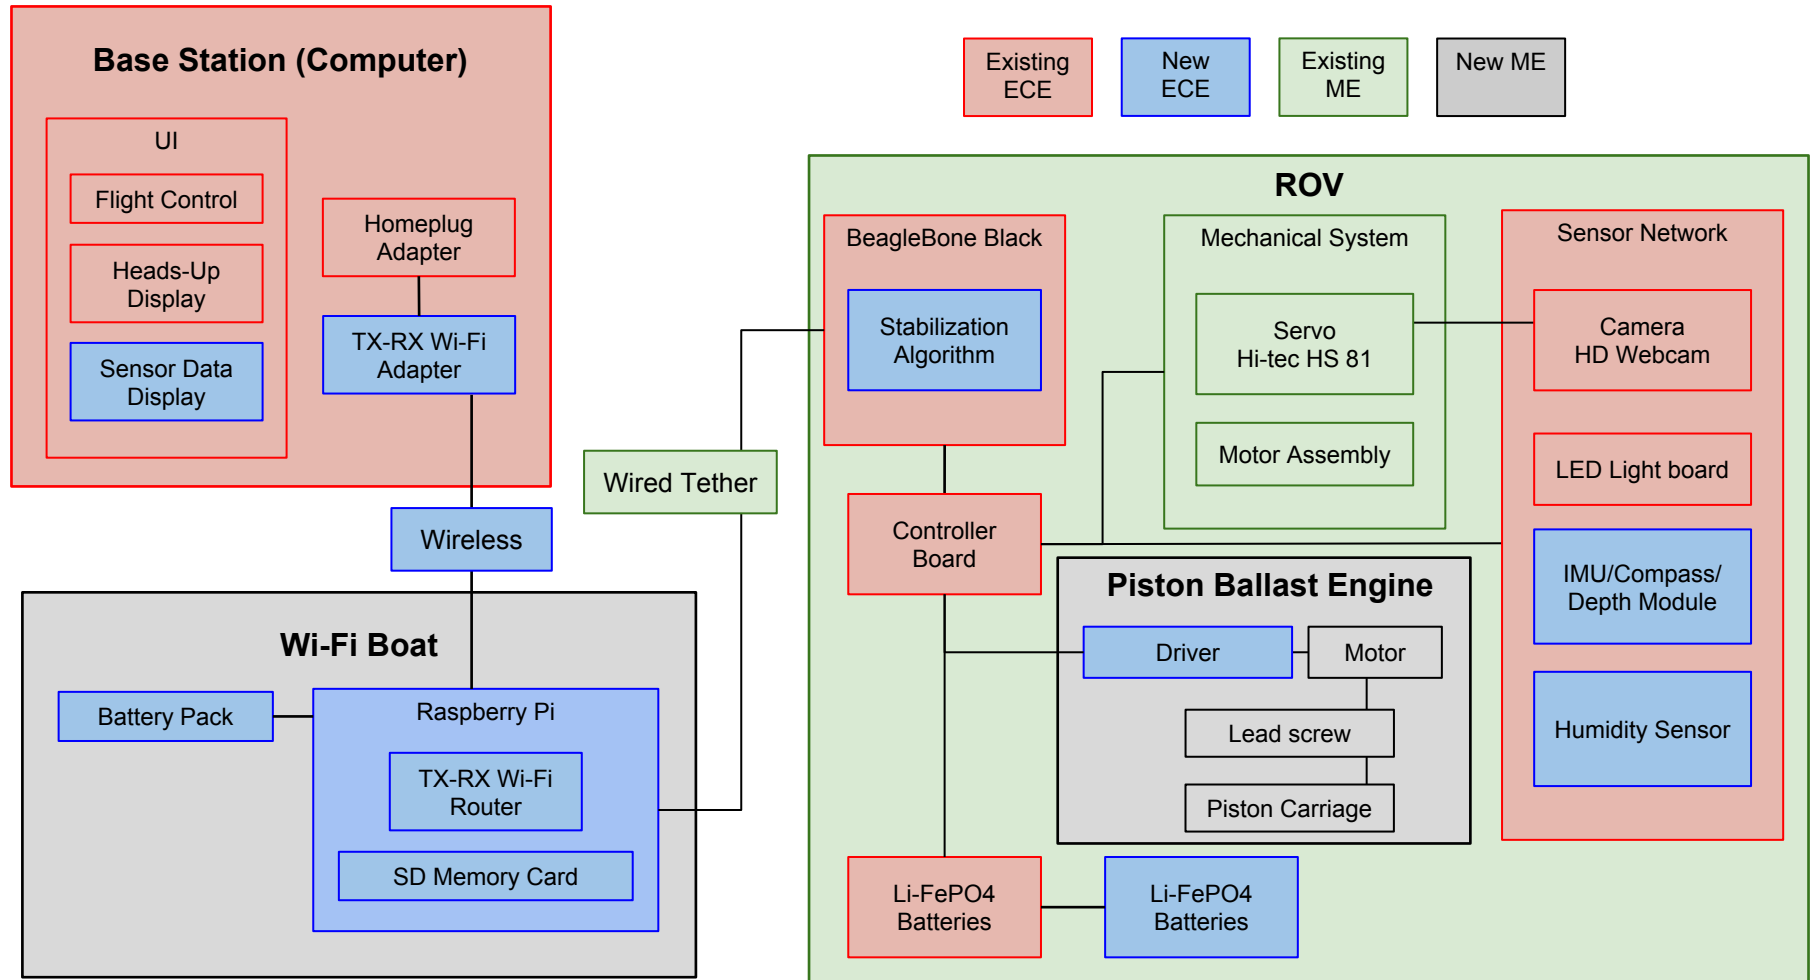 Base Station (Computer)
UI
Flight Control
Heads-Up
Display
Sensor Data
Display
Homeplug
Adapter
TX-RX Wi-Fi
Adapter
Wireless
Wi-Fi Boat
Battery Pack
Raspberry Pi
TX-RX Wi-Fi
Router
SD Memory Card
Wired Tether
Existing
ECE
New
ECE
Existing
ME
New ME
ROV
BeagleBone Black
Stabilization
Algorithm
Controller
Board
Mechanical System
Servo
Hi-tec HS 81
Motor Assembly
Sensor Network
Camera
HD Webcam
LED Light board
IMU/Compass/
Depth Module
Humidity Sensor
Piston Ballast Engine
Driver
Motor
Lead screw
Piston Carriage
Li-FePO4
Batteries
Li-FePO4
Batteries